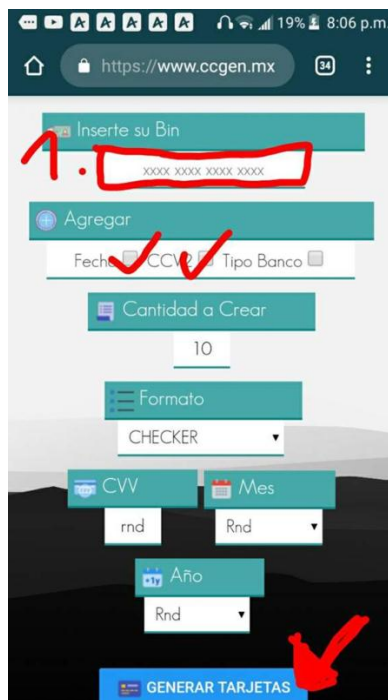 19% 8:06 p.m.
https://www.ccgen.mx 34
Inserte su Bin
1. xxxx xxxx xxxx xxxx
Agregar
Fecha CCV2 Tipo Banco
Cantidad a Crear
10
Formato
CHECKER
CVV Mes
rnd Rnd
+1y Año
Rnd
GENERAR TARJETAS